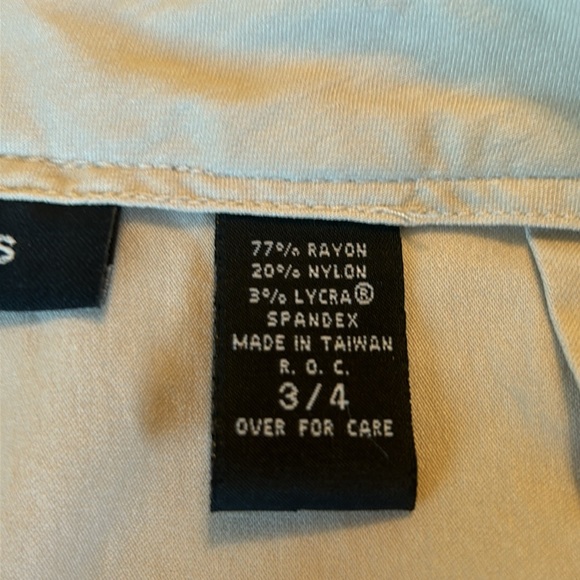 S
77% RAYON
20% NYLON
3% LYCRA®
SPANDEX
MADE IN TAIWAN
R. O. C.
3/4
OVER FOR CARE